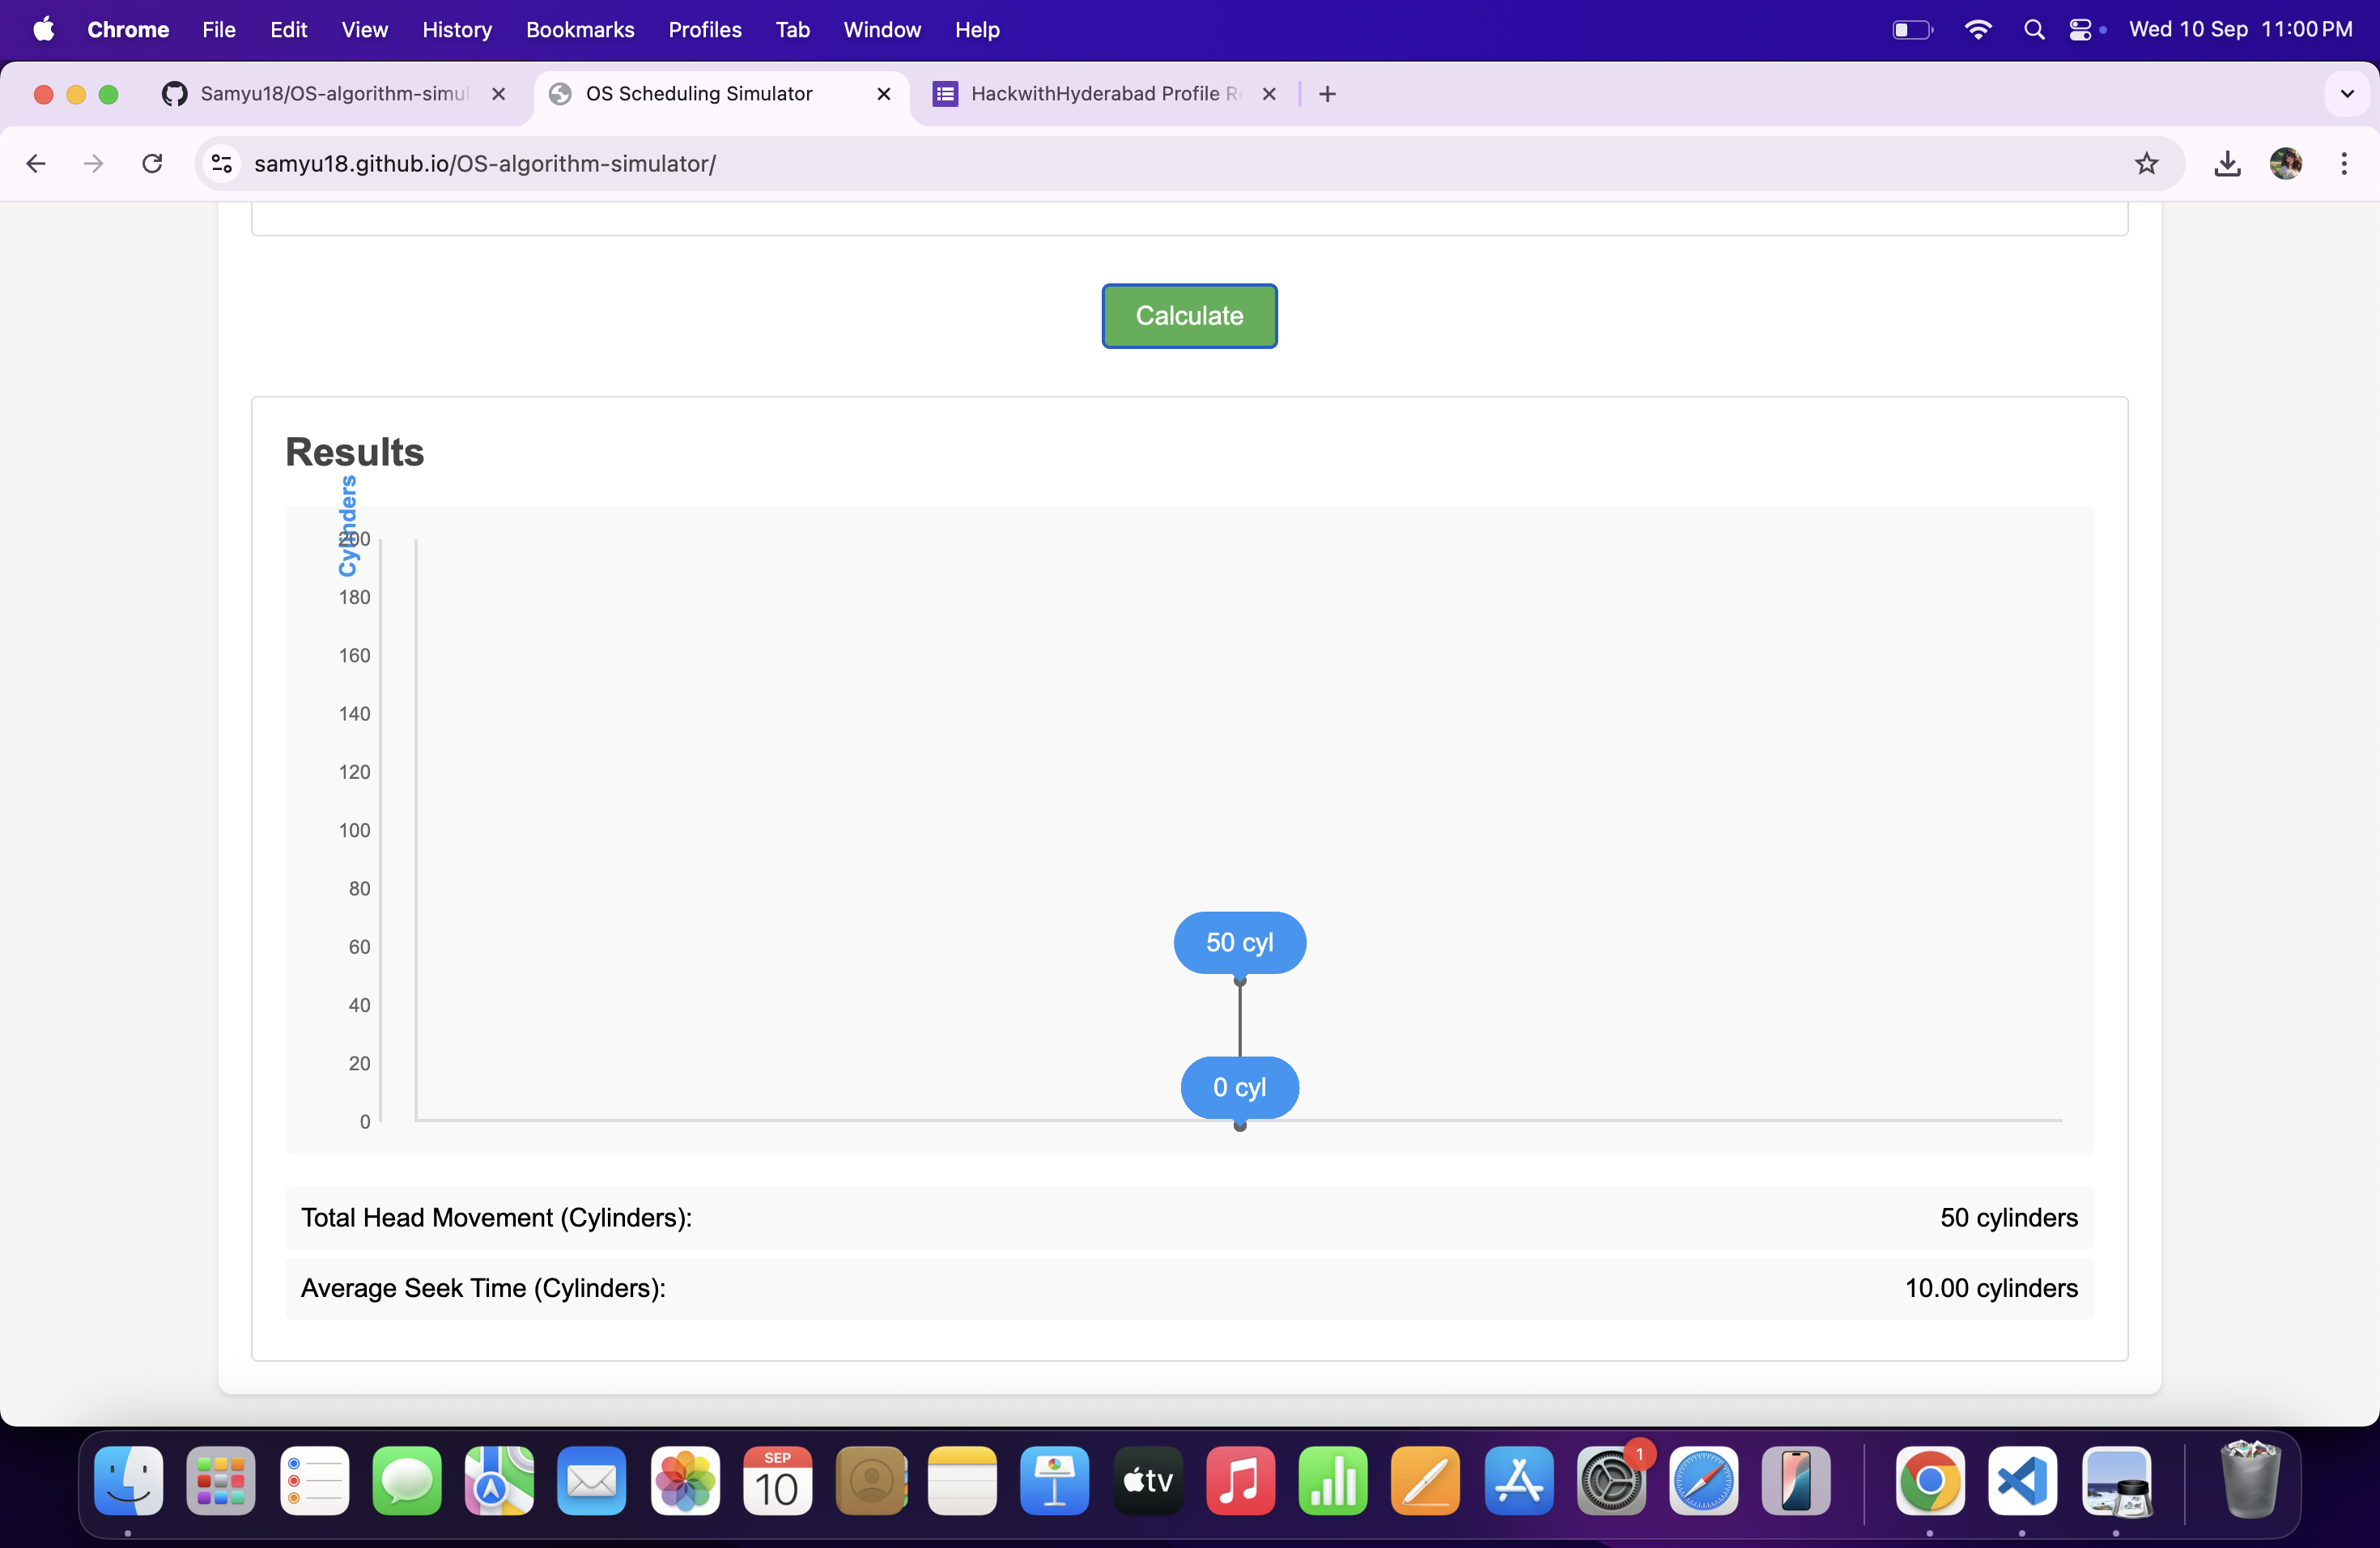 Chrome File Edit View History Bookmarks Profiles Tab Window Help Wed 10 Sep 11:00 PM
Samyu18/OS-algorithm-simul OS Scheduling Simulator HackwithHyderabad Profile R
samyu18.github.io/OS-algorithm-simulator/
Calculate
Results
Cylinders
200
180
160
140
120
100
80
60
50 cyl
40
20
0 cyl
0
Total Head Movement (Cylinders): 50 cylinders
Average Seek Time (Cylinders): 10.00 cylinders
SEP
10
tv
1